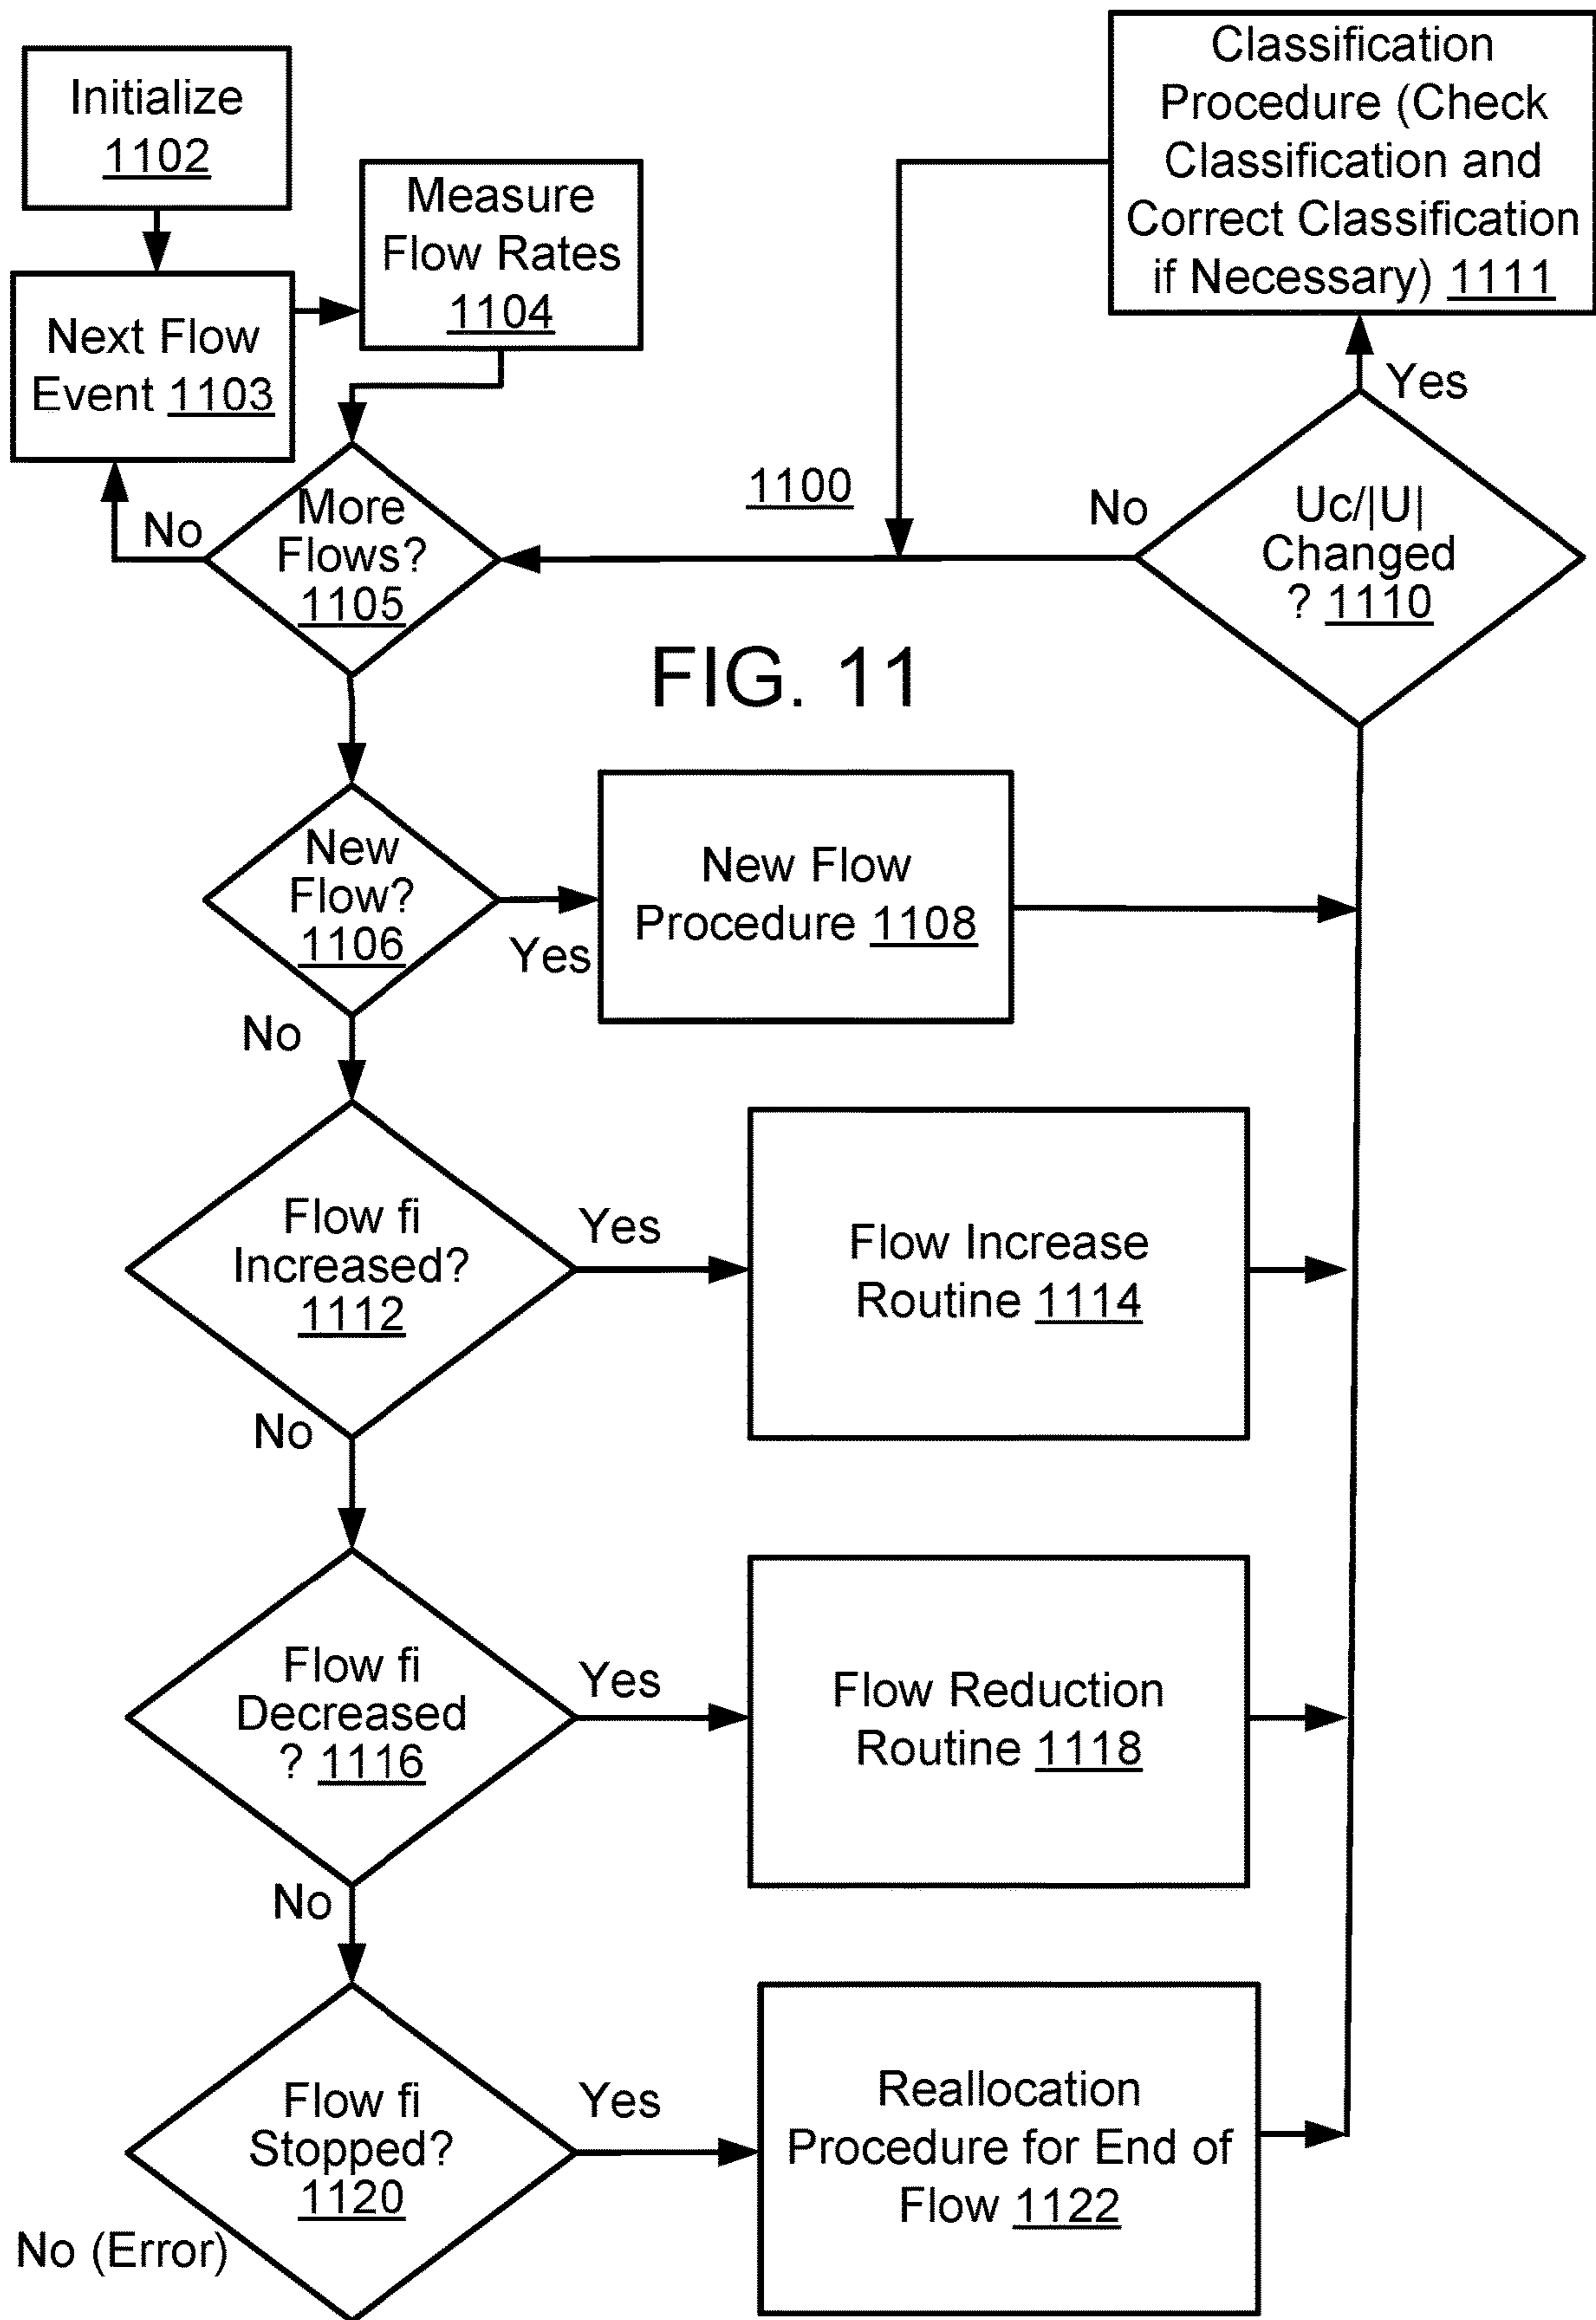 Initialize
1102
Next Flow
Event 1103
Measure
Flow Rates
1104
Classification
Procedure (Check
Classification and
Correct Classification
if Necessary) 1111
Yes
No
More
Flows?
1105
1100
No
Uc/|U|
Changed
? 1110
FIG. 11
New
Flow?
1106
Yes
New Flow
Procedure 1108
No
Flow fi
Increased?
1112
Yes
Flow Increase
Routine 1114
No
Flow fi
Decreased
? 1116
Yes
Flow Reduction
Routine 1118
No
Flow fi
Stopped?
1120
Yes
Reallocation
Procedure for End of
Flow 1122
No (Error)